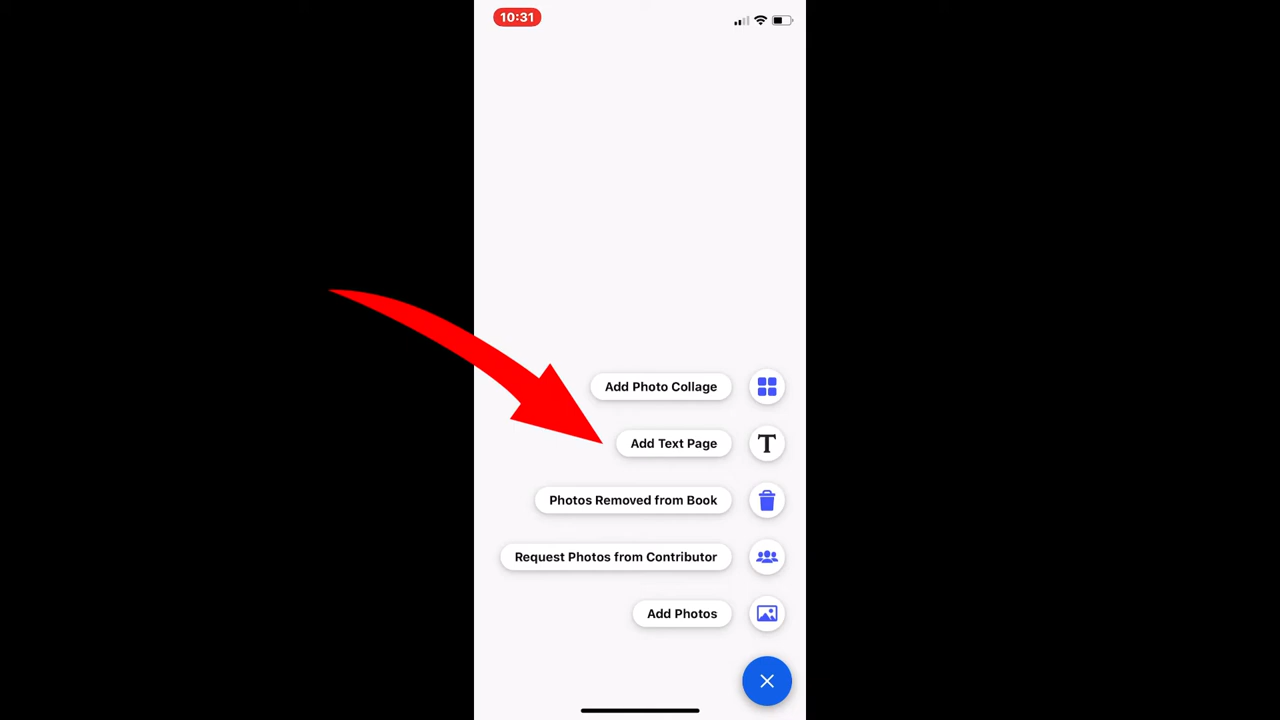 10:31
Add Photo Collage
Add Text Page
T
Photos Removed from Book
Request Photos from Contributor
Add Photos